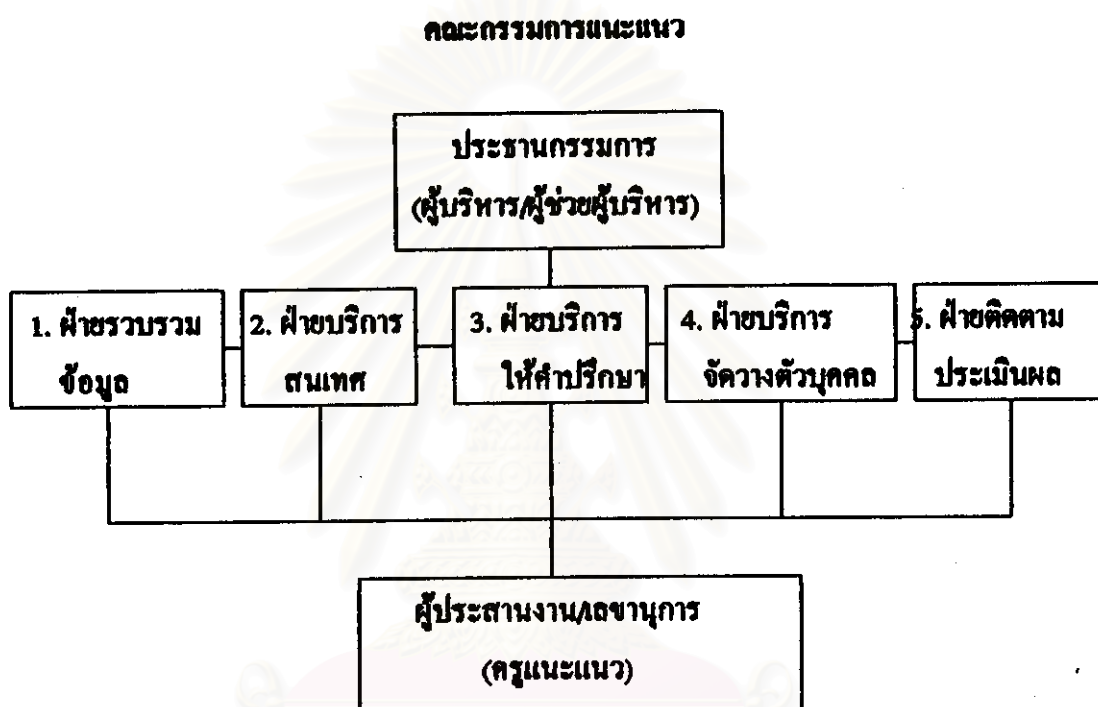 คณะกรรมการแนะแนว
ประธานกรรมการ
(ผู้บริหาร/ผู้ช่วยผู้บริหาร)
1. ฝ่ายรวบรวม
ข้อมูล
2. ฝ่ายบริการ
สนเทศ
3. ฝ่ายบริการ
ให้คำปรึกษา
4. ฝ่ายบริการ
จัดวางตัวบุคคล
5. ฝ่ายติดตาม
ประเมินผล
ผู้ประสานงาน/เลขานุการ
(ครูแนะแนว)